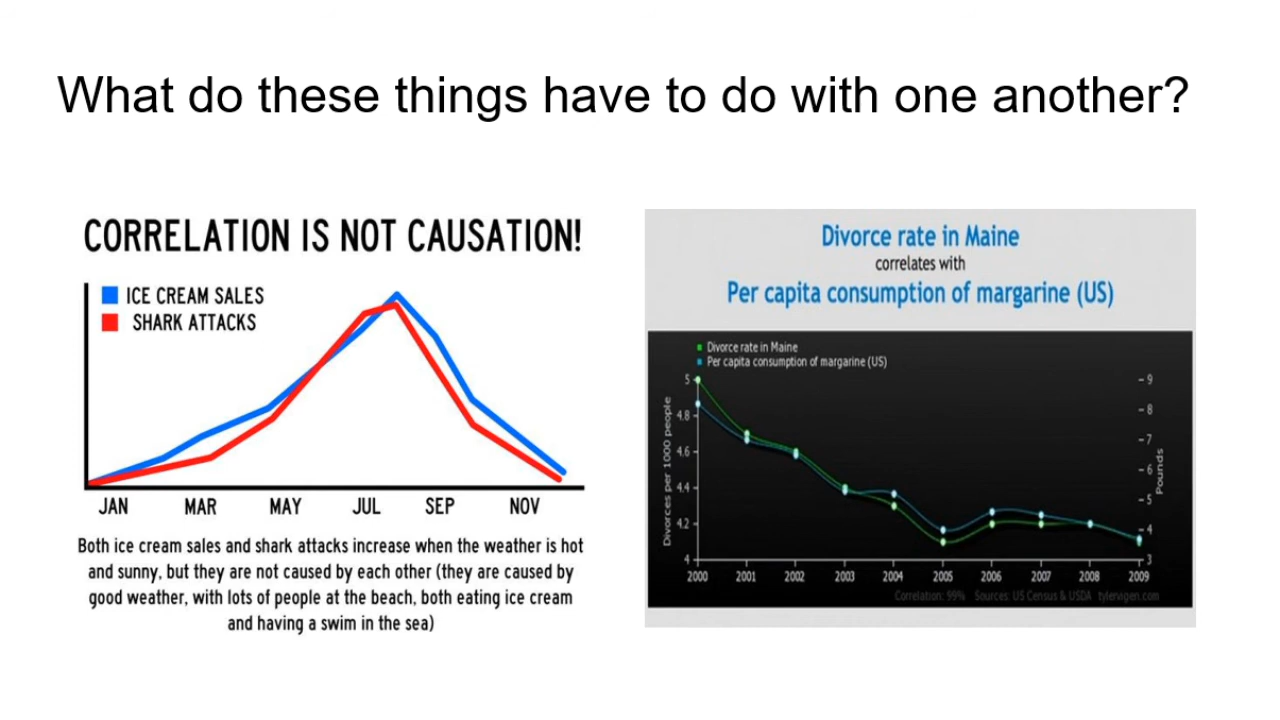 What do these things have to do with one another?
CORRELATION IS NOT CAUSATION!
ICE CREAM SALES
SHARK ATTACKS
JAN MAR MAY JUL SEP NOV
Both ice cream sales and shark attacks increase when the weather is hot
and sunny, but they are not caused by each other (they are caused by
good weather, with lots of people at the beach, both eating ice cream
and having a swim in the sea)
Divorce rate in Maine
correlates with
Per capita consumption of margarine (US)
Divorce rate in Maine
Per capita consumption of margarine (US)
Divorces per 1000 people
5
4.8
4.6
4.4
4.2
4
9
8
7
6
5
4
3
Pounds
2000 2001 2002 2003 2004 2005 2006 2007 2008 2009
Correlation: 99% Sources: US Census & USDA tylervigen.com